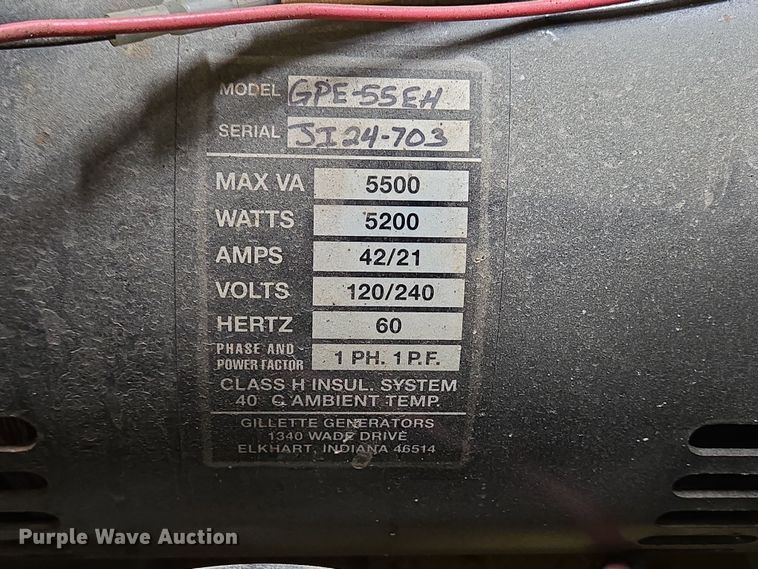 MODEL GPE-55EH
SERIAL JI24-703
MAX VA 5500
WATTS 5200
AMPS 42/21
VOLTS 120/240
HERTZ 60
PHASE AND
POWER FACTOR 1 PH. 1 P.F.
CLASS H INSUL. SYSTEM
40 C AMBIENT TEMP.
GILLETTE GENERATORS
1340 WADE DRIVE
ELKHART, INDIANA 46514
Purple Wave Auction